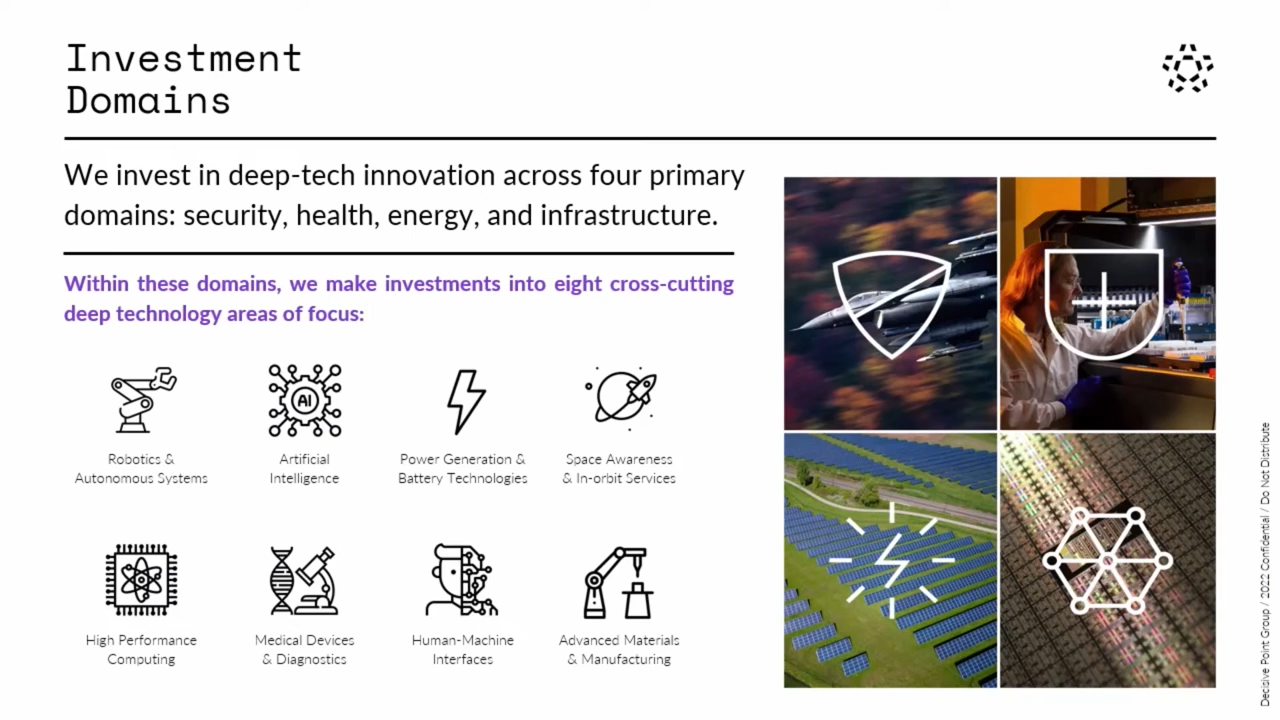 Investment
Domains
We invest in deep-tech innovation across four primary
domains: security, health, energy, and infrastructure.
Within these domains, we make investments into eight cross-cutting
deep technology areas of focus:
AI
Robotics &
Autonomous Systems
Artificial
Intelligence
Power Generation &
Battery Technologies
Space Awareness
& In-orbit Services
High Performance
Computing
Medical Devices
& Diagnostics
Human-Machine
Interfaces
Advanced Materials
& Manufacturing
Decisive Point Group / 2022 Confidential / Do Not Distribute